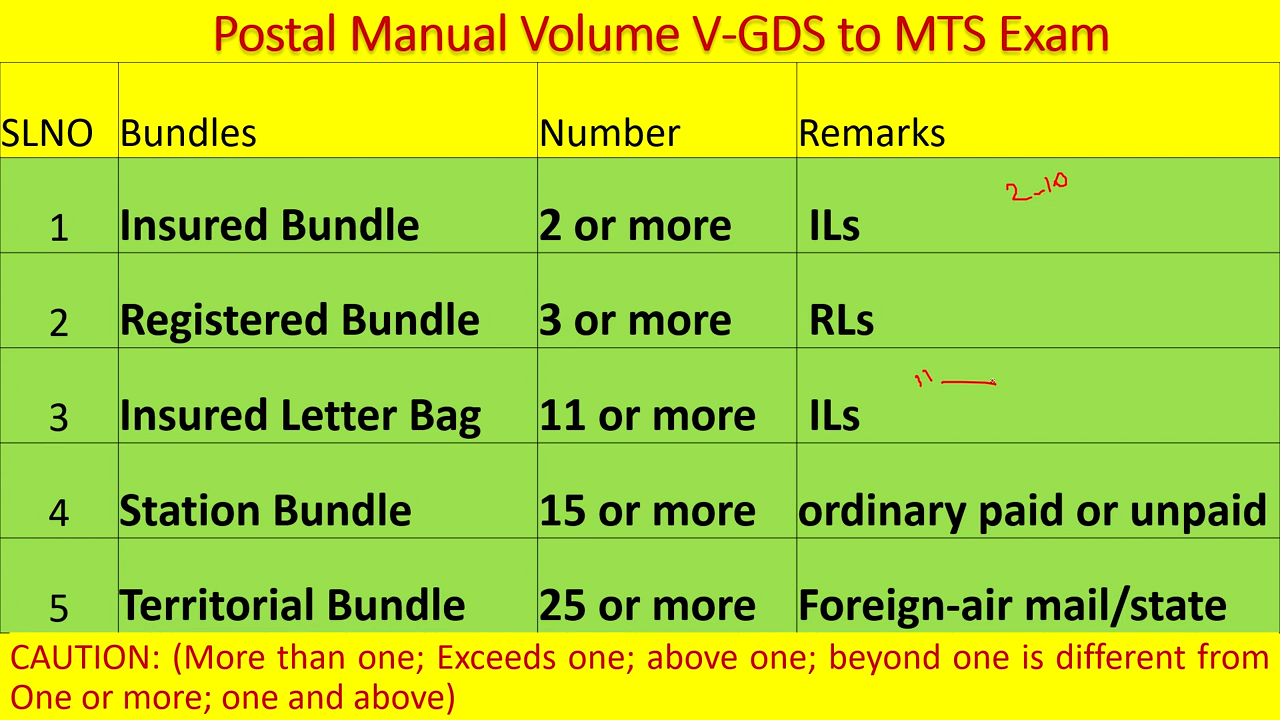 Postal Manual Volume V-GDS to MTS Exam
SLNO Bundles Number Remarks
2-10
1 Insured Bundle 2 or more ILs
2 Registered Bundle 3 or more RLs
11 —
3 Insured Letter Bag 11 or more ILs
4 Station Bundle 15 or more ordinary paid or unpaid
5 Territorial Bundle 25 or more Foreign-air mail/state
CAUTION: (More than one; Exceeds one; above one; beyond one is different from
One or more; one and above)